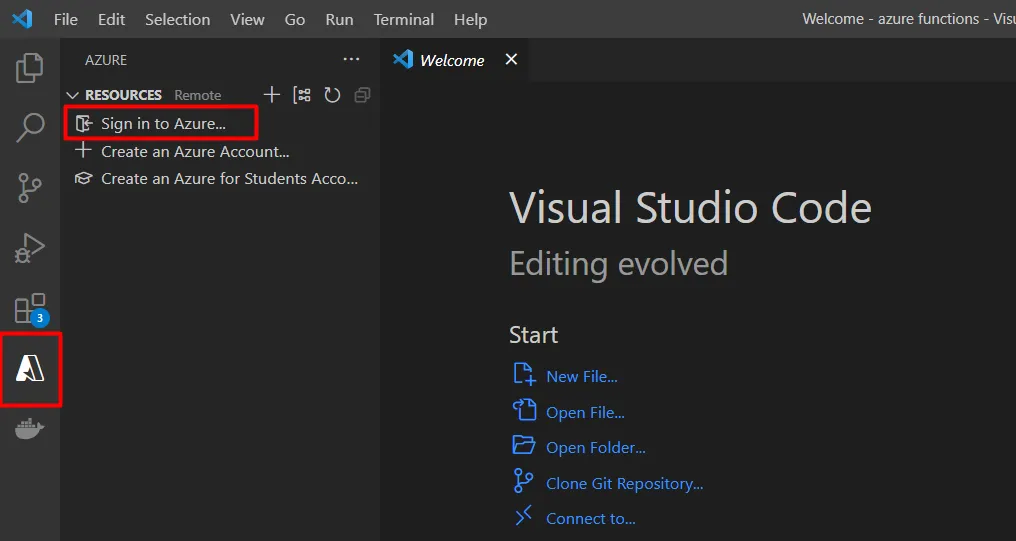 File Edit Selection View Go Run Terminal Help Welcome - azure functions - Visu
AZURE
Welcome
RESOURCES Remote
Sign in to Azure...
Create an Azure Account...
Create an Azure for Students Acco...
Visual Studio Code
Editing evolved
3
Start
New File...
Open File...
Open Folder...
Clone Git Repository...
Connect to...